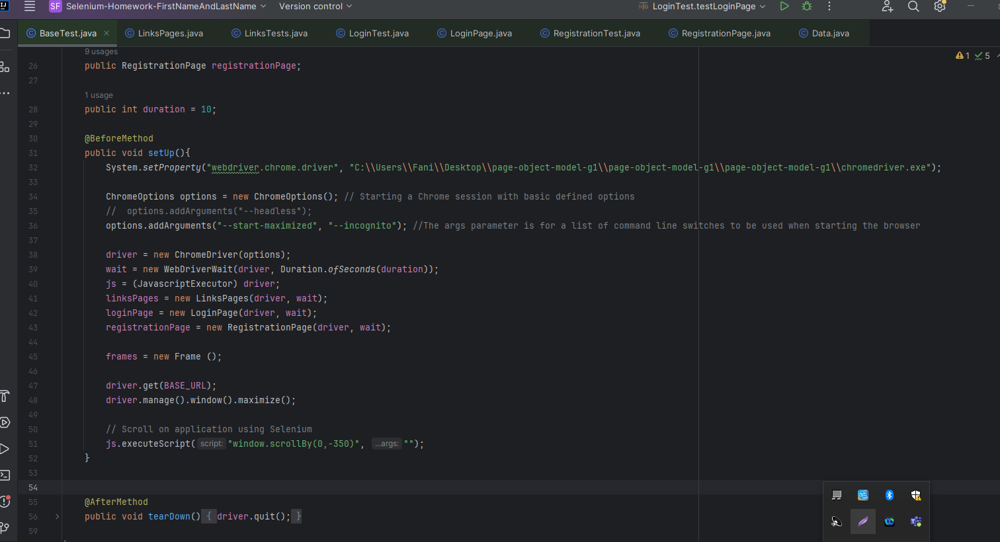 SF Selenium-Homework-FirstNameAndLastName Version control LoginTest.testLoginPage
BaseTest.java LinksPages.java LinksTests.java LoginTest.java LoginPage.java RegistrationTest.java RegistrationPage.java Data.java
9 usages
1 5
26 public RegistrationPage registrationPage;
27
1 usage
28 public int duration = 10;
29
30 @BeforeMethod
31 public void setUp(){
32 System.setProperty("webdriver.chrome.driver", "C:\\Users\\Fani\\Desktop\\page-object-model-g1\\page-object-model-g1\\page-object-model-g1\\chromedriver.exe");
33
34 ChromeOptions options = new ChromeOptions(); // Starting a Chrome session with basic defined options
35 //  options.addArguments("--headless");
36 options.addArguments("--start-maximized", "--incognito"); //The args parameter is for a list of command line switches to be used when starting the browser
37
38 driver = new ChromeDriver(options);
39 wait = new WebDriverWait(driver, Duration.ofSeconds(duration));
40 js = (JavascriptExecutor) driver;
41 linksPages = new LinksPages(driver, wait);
42 loginPage = new LoginPage(driver, wait);
43 registrationPage = new RegistrationPage(driver, wait);
44
45 frames = new Frame ();
46
47 driver.get(BASE_URL);
48 driver.manage().window().maximize();
49
50 // Scroll on application using Selenium
51 js.executeScript( script: "window.scrollBy(0,-350)", ...args: "");
52 }
53
54
55 @AfterMethod
56 public void tearDown() { driver.quit(); }
59